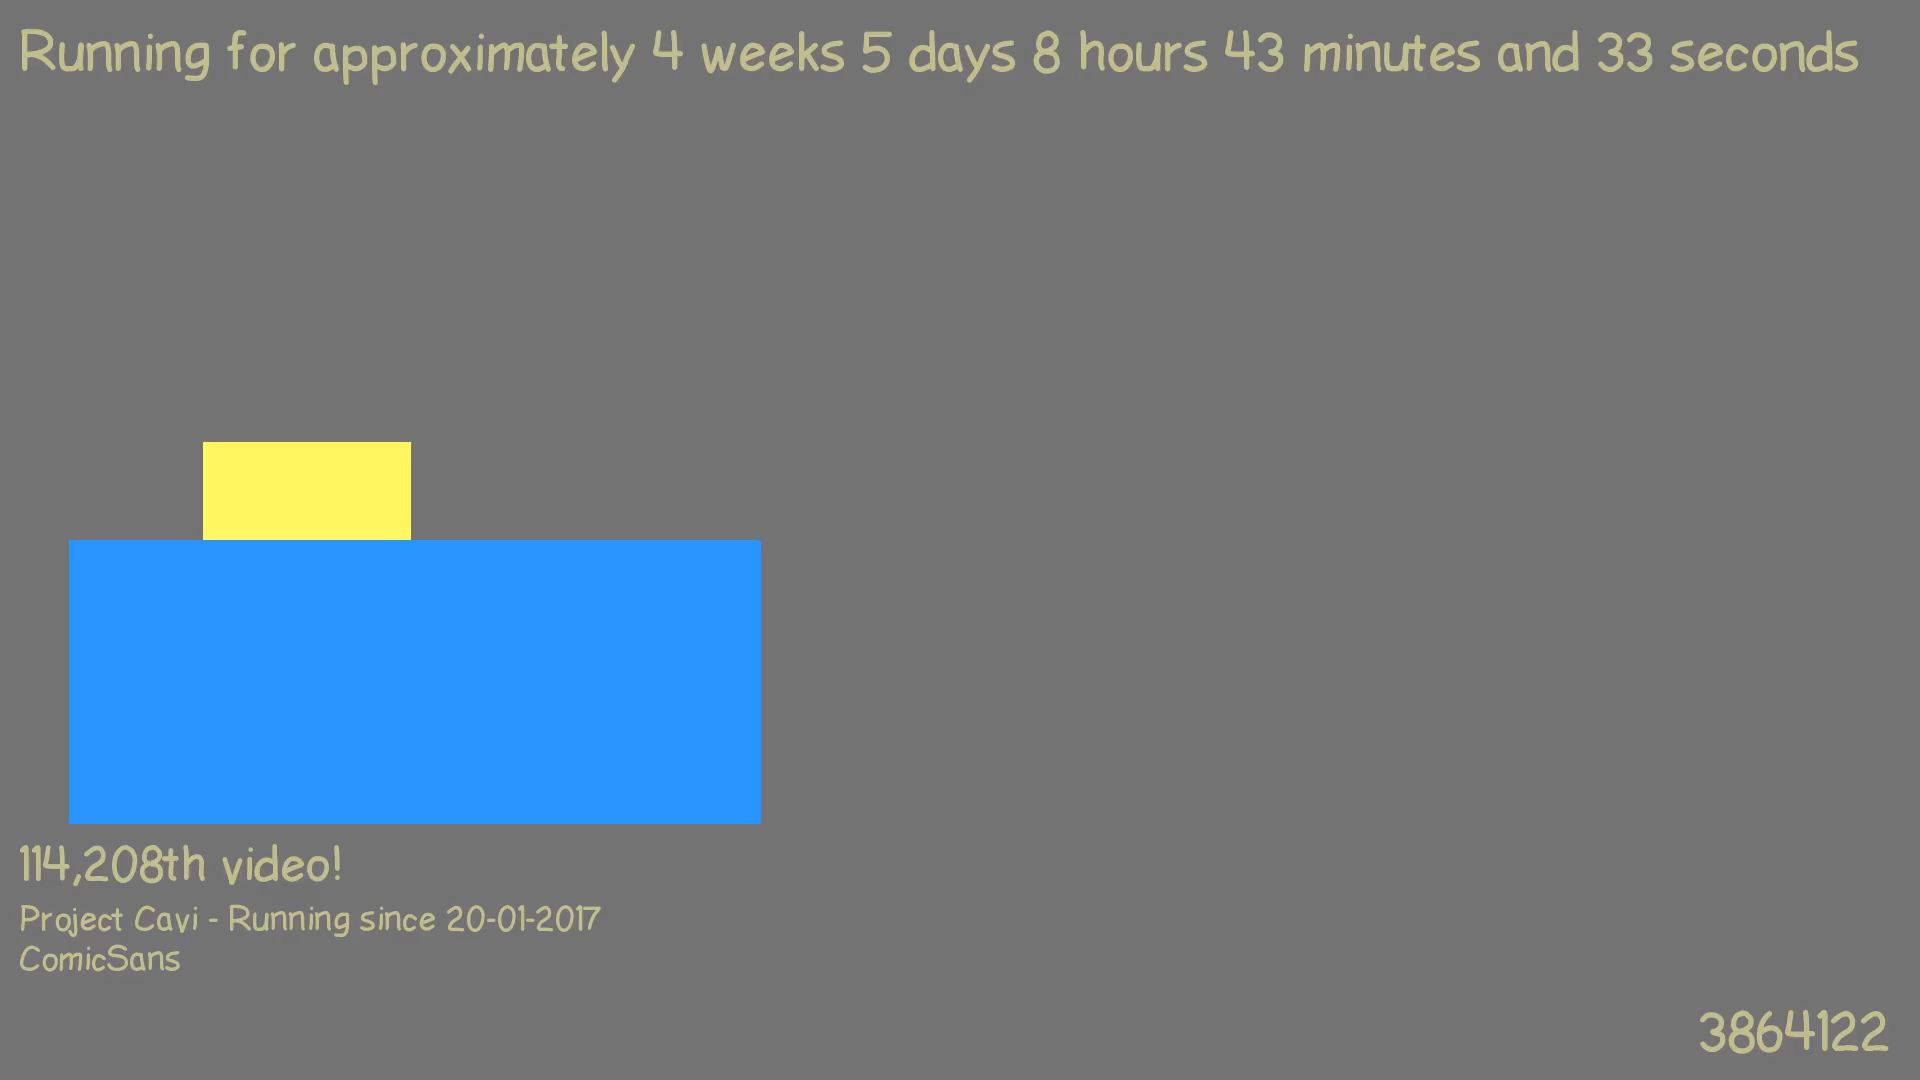 Running for approximately 4 weeks 5 days 8 hours 43 minutes and 33 seconds
114,208th video!
Project Cavi - Running since 20-01-2017
ComicSans
3864122